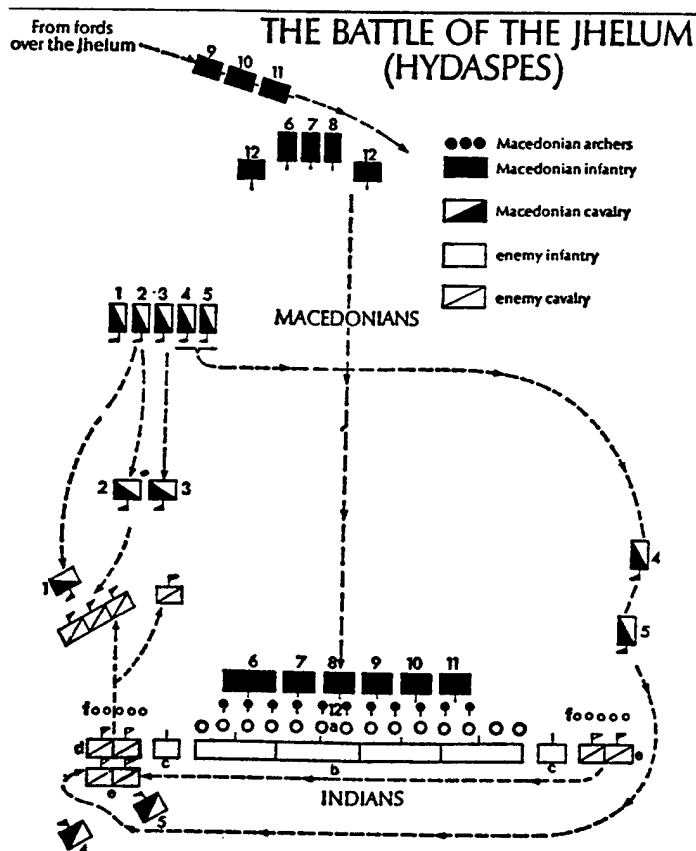 THE BATTLE OF THE JHELUM
(HYDASPES)
From fords
over the Jhelum
9 10 11
6 7 8
12 12
Macedonian archers
Macedonian infantry
Macedonian cavalry
enemy infantry
enemy cavalry
1 2 3 4 5
MACEDONIANS
2 3
1
4
5
6 7 8 9 10 11
12
f
f
a
d
c
c
e
b
e
INDIANS
5
4